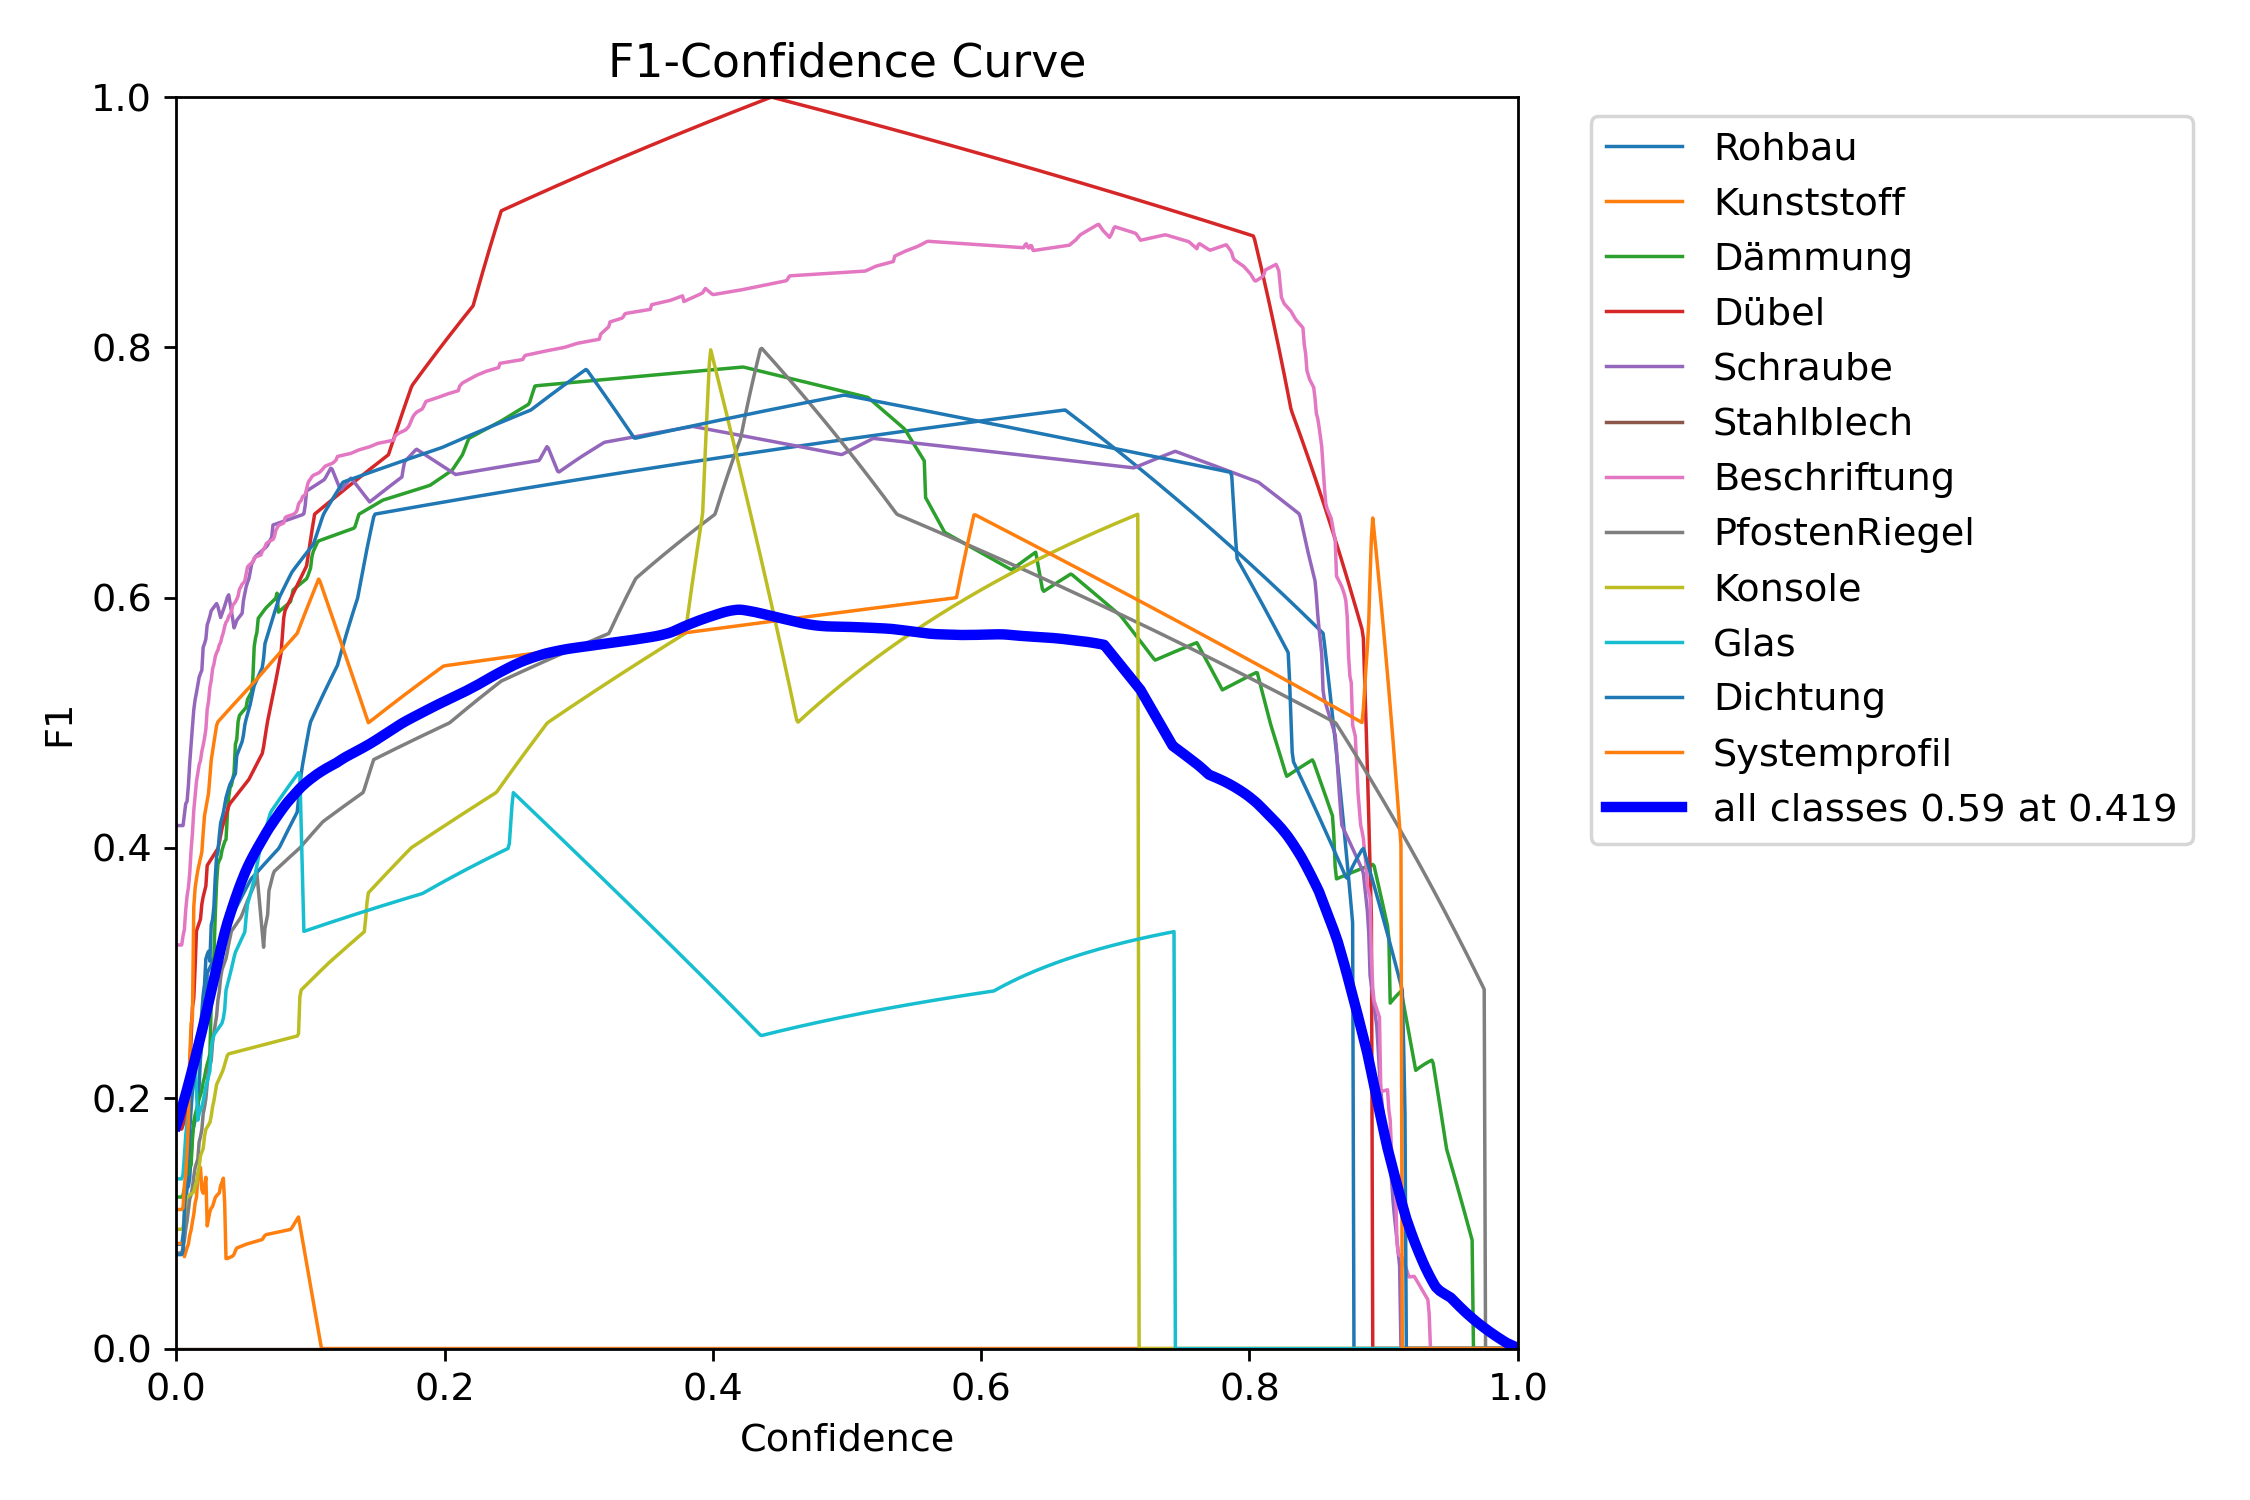 F1-Confidence Curve
1.0
0.8
0.6
0.4
0.2
0.0
F1
0.0 0.2 0.4 0.6 0.8 1.0
Confidence
Rohbau
Kunststoff
Dämmung
Dübel
Schraube
Stahlblech
Beschriftung
PfostenRiegel
Konsole
Glas
Dichtung
Systemprofil
all classes 0.59 at 0.419